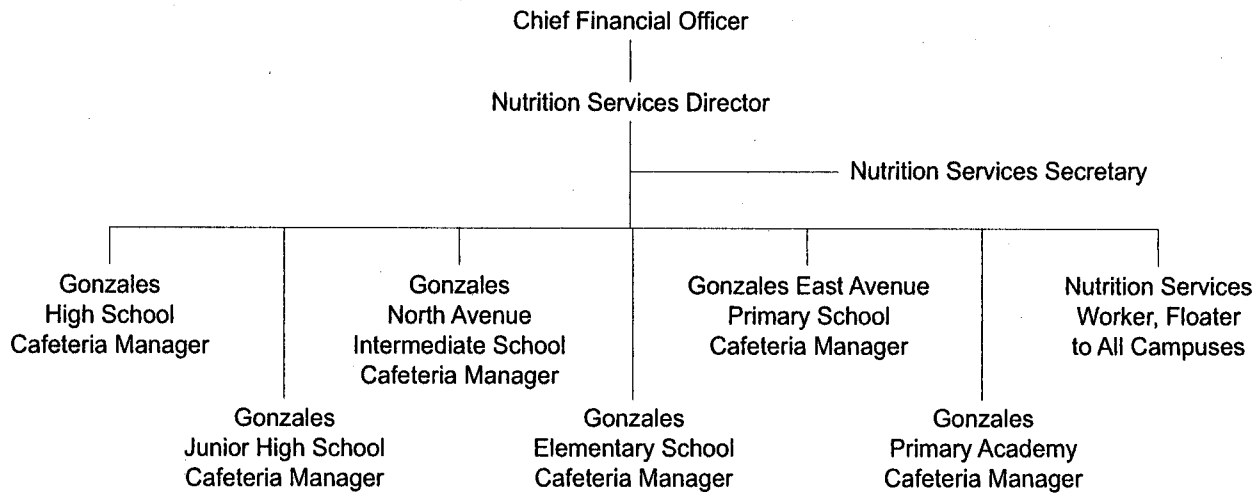 Chief Financial Officer
Nutrition Services Director
Nutrition Services Secretary
Gonzales
High School
Cafeteria Manager
Gonzales
North Avenue
Intermediate School
Cafeteria Manager
Gonzales East Avenue
Primary School
Cafeteria Manager
Nutrition Services
Worker, Floater
to All Campuses
Gonzales
Junior High School
Cafeteria Manager
Gonzales
Elementary School
Cafeteria Manager
Gonzales
Primary Academy
Cafeteria Manager